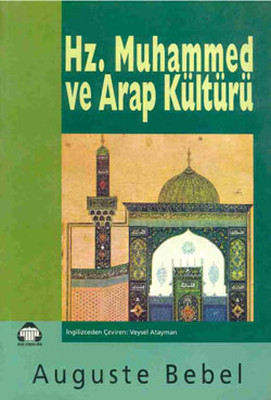 Hz. Muhammed
ve Arap Kültürü
İngilizceden Çeviren: Veysel Atayman
Auguste Bebel